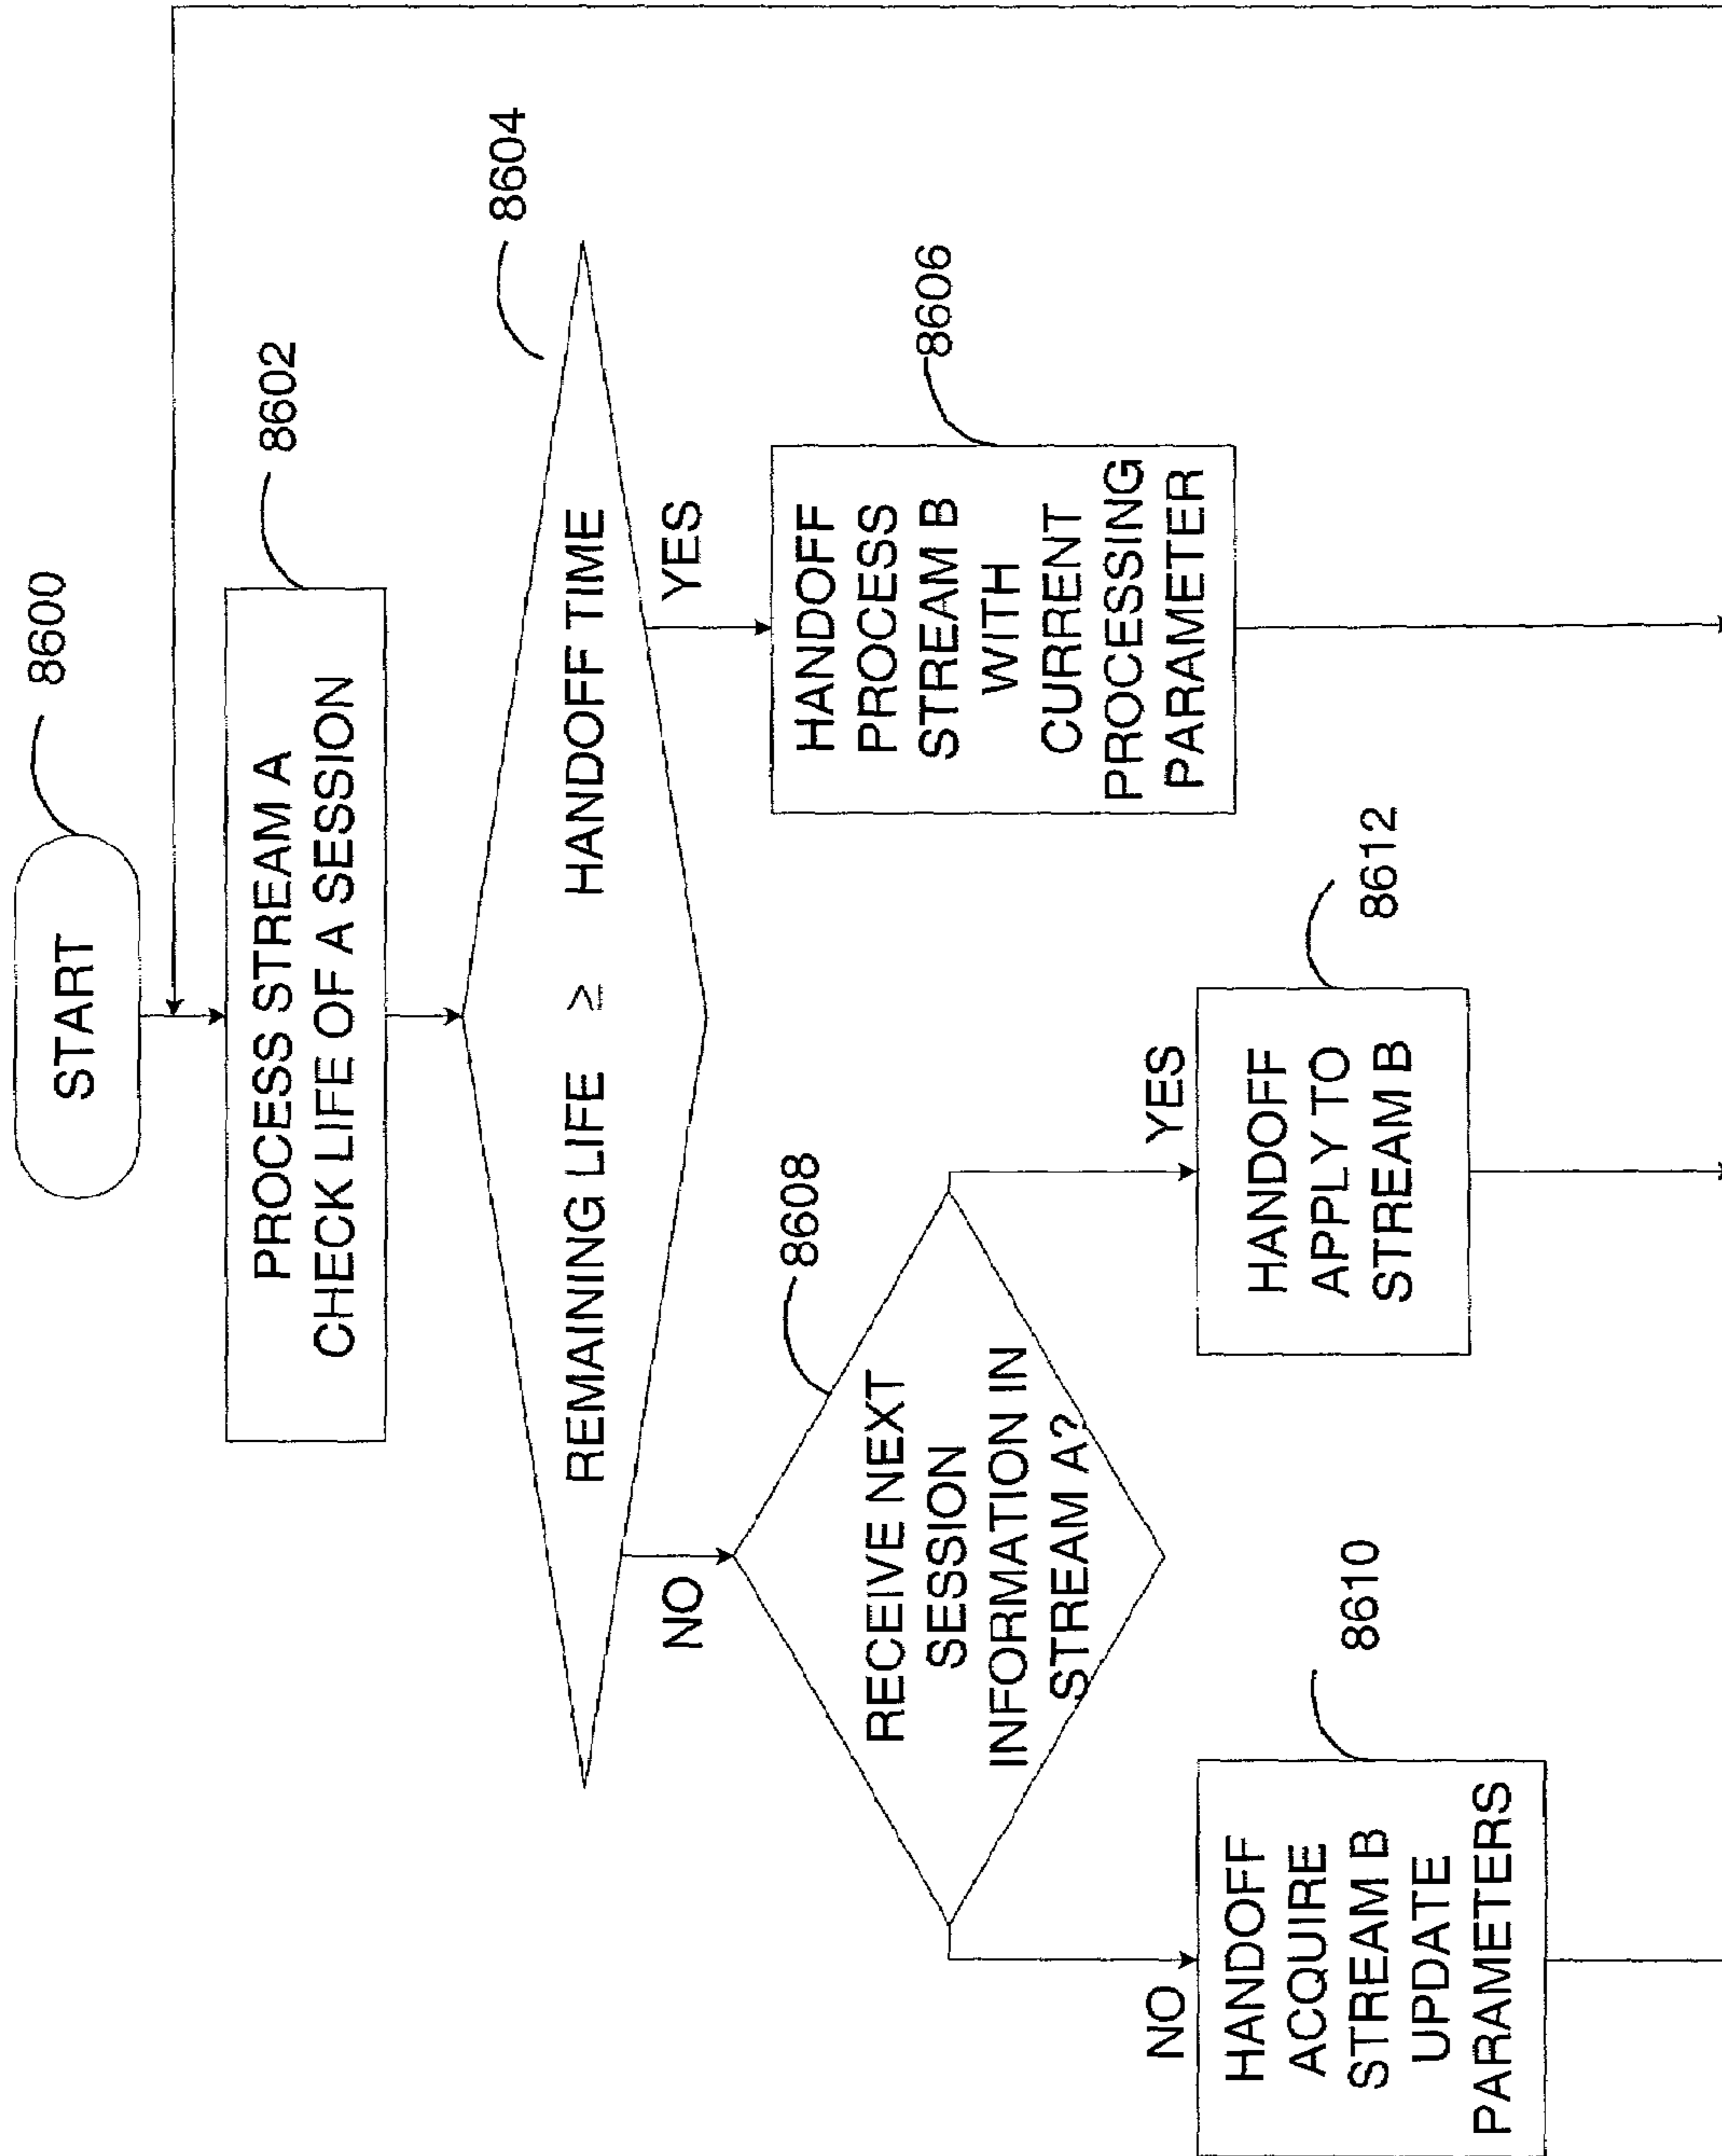 START
8600
PROCESS STREAM A
CHECK LIFE OF A SESSION
8602
REMAINING LIFE ≥ HANDOFF TIME
8604
NO
YES
RECEIVE NEXT
SESSION
INFORMATION IN
STREAM A?
8608
HANDOFF
PROCESS
STREAM B
WITH
CURRENT
PROCESSING
PARAMETER
8606
NO
YES
HANDOFF
ACQUIRE
STREAM B
UPDATE
PARAMETERS
8610
HANDOFF
APPLY TO
STREAM B
8612